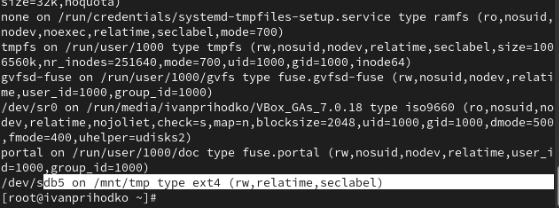 size=32k,noquota)
none on /run/credentials/systemd-tmpfiles-setup.service type ramfs (ro,nosuid,
nodev,noexec,relatime,seclabel,mode=700)
tmpfs on /run/user/1000 type tmpfs (rw,nosuid,nodev,relatime,seclabel,size=100
6560k,nr_inodes=251640,mode=700,uid=1000,gid=1000,inode64)
gvfsd-fuse on /run/user/1000/gvfs type fuse.gvfsd-fuse (rw,nosuid,nodev,relati
me,user_id=1000,group_id=1000)
/dev/sr0 on /run/media/ivanprihodko/VBox_GAs_7.0.18 type iso9660 (ro,nosuid,no
dev,relatime,nojoliet,check=s,map=n,blocksize=2048,uid=1000,gid=1000,dmode=500
,fmode=400,uhelper=udisks2)
portal on /run/user/1000/doc type fuse.portal (rw,nosuid,nodev,relatime,user_i
d=1000,group_id=1000)
/dev/sdb5 on /mnt/tmp type ext4 (rw,relatime,seclabel)
[root@ivanprihodko ~]#